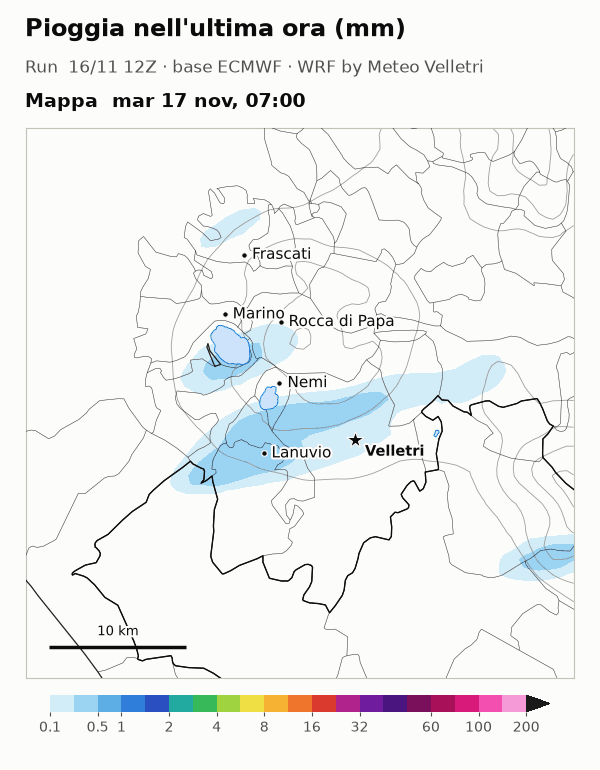 Pioggia nell'ultima ora (mm)
Run  16/11 12Z · base ECMWF · WRF by Meteo Velletri
Mappa  mar 17 nov, 07:00
Frascati
Marino
Rocca di Papa
Nemi
Lanuvio
Velletri
10 km
0.1 0.5 1 2 4 8 16 32 60 100 200